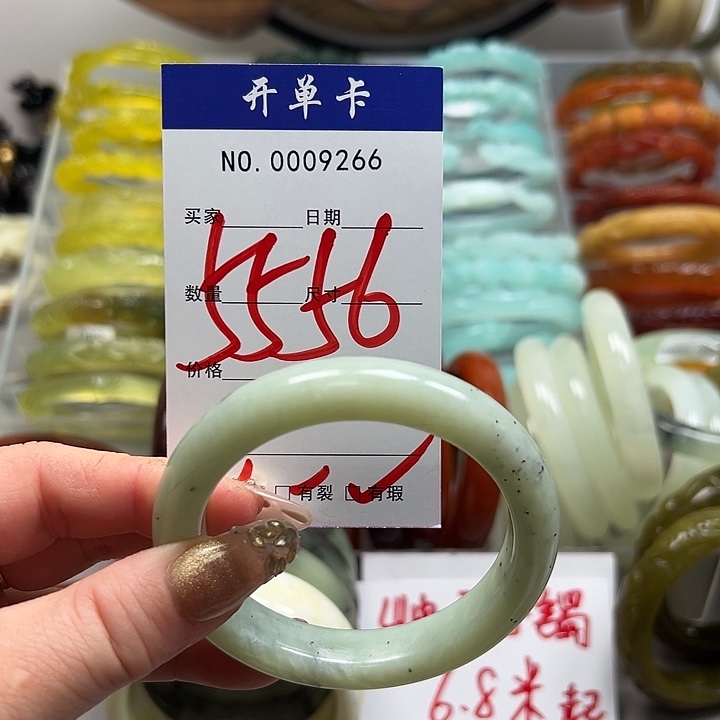 开单卡
NO. 0009266
买家 日期
5556
数量 尺寸
价格
有裂 有瑕
镯
6.8米起